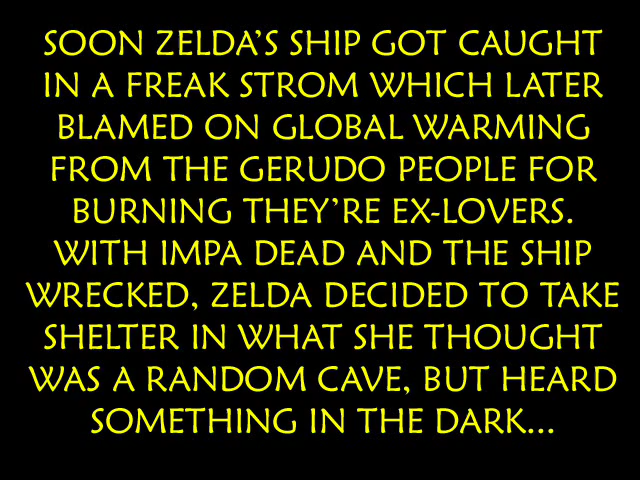 SOON ZELDA'S SHIP GOT CAUGHT
IN A FREAK STROM WHICH LATER
BLAMED ON GLOBAL WARMING
FROM THE GERUDO PEOPLE FOR
BURNING THEY'RE EX-LOVERS.
WITH IMPA DEAD AND THE SHIP
WRECKED, ZELDA DECIDED TO TAKE
SHELTER IN WHAT SHE THOUGHT
WAS A RANDOM CAVE, BUT HEARD
SOMETHING IN THE DARK...